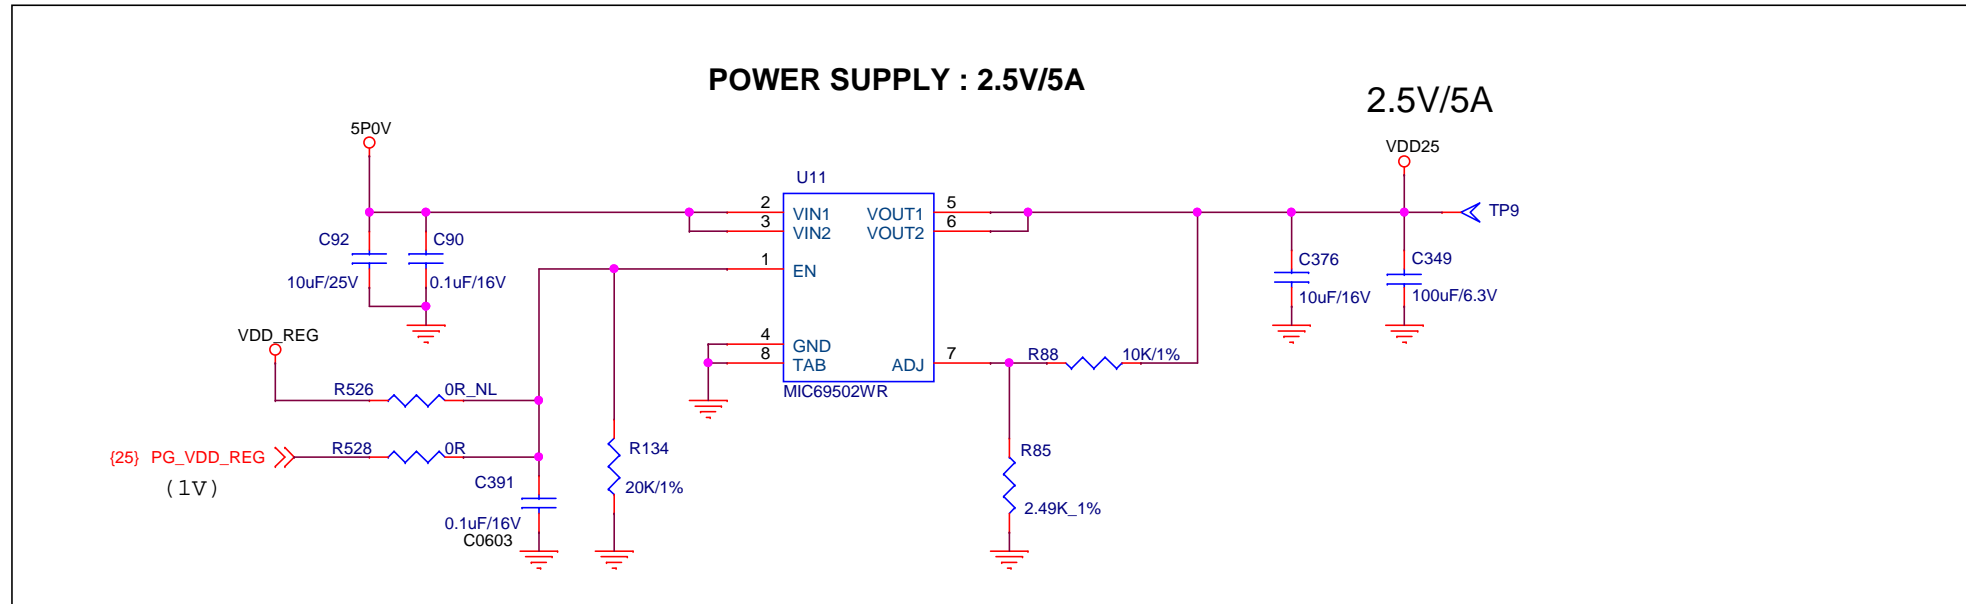 POWER SUPPLY : 2.5V/5A
2.5V/5A
5P0V
VDD25
U11
2 VIN1 VOUT1 5
3 VIN2 VOUT2 6
TP9
C92 C90
10uF/25V 0.1uF/16V
1 EN
C376 C349
10uF/16V 100uF/6.3V
VDD_REG
4 GND
8 TAB ADJ 7
R88 10K/1%
MIC69502WR
R526 0R_NL
{25} PG_VDD_REG R528 0R
(1V)
R134
20K/1%
R85
2.49K_1%
C391
0.1uF/16V
C0603